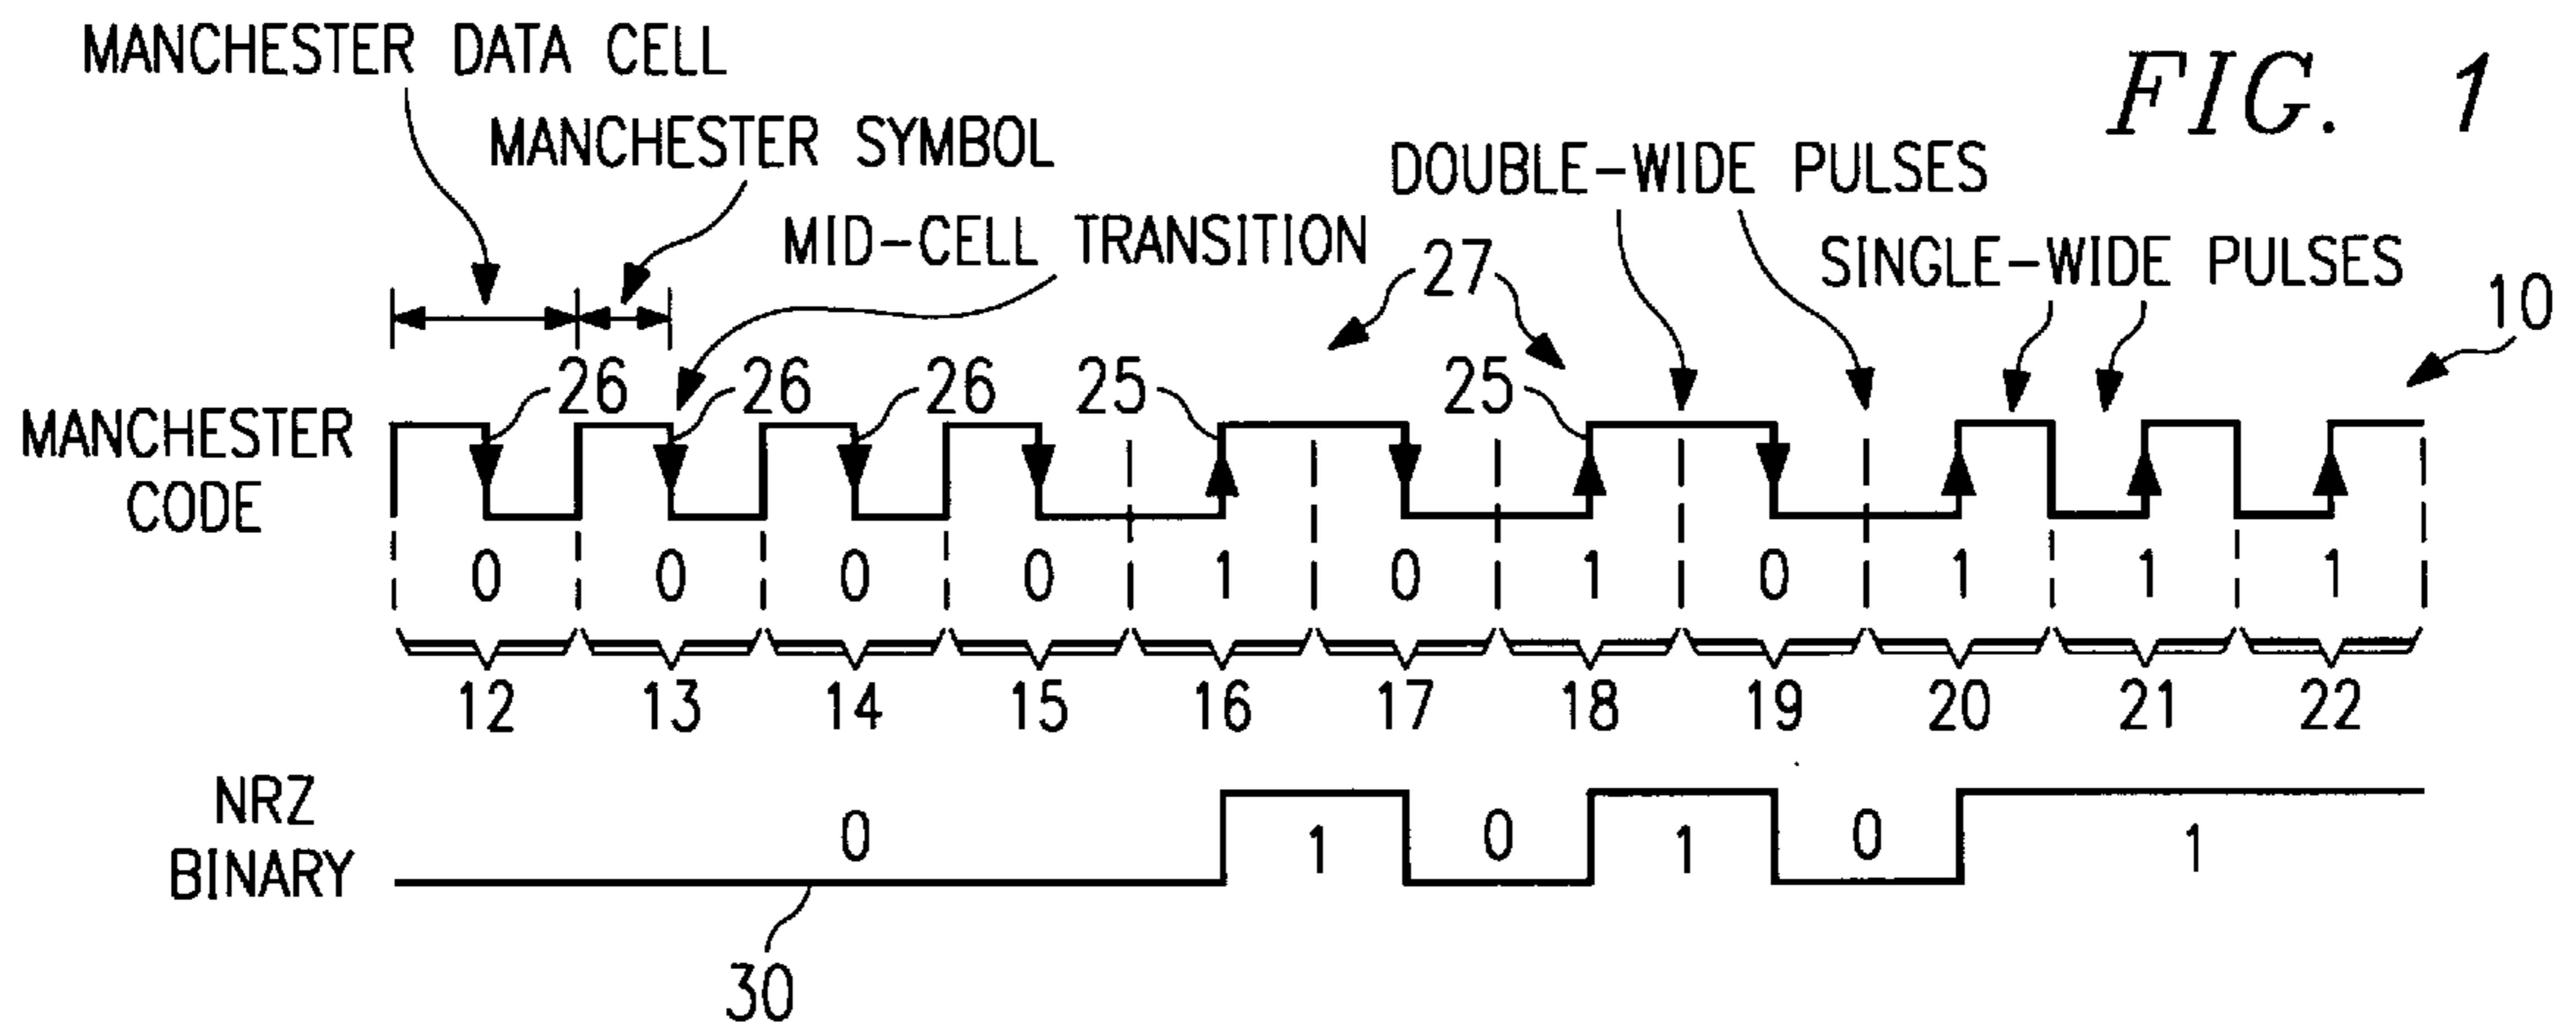 MANCHESTER DATA CELL
FIG. 1
MANCHESTER SYMBOL
DOUBLE-WIDE PULSES
MID-CELL TRANSITION
27
SINGLE-WIDE PULSES
10
26 26 26 25 25
MANCHESTER
CODE
0 0 0 0 1 0 1 0 1 1 1
12 13 14 15 16 17 18 19 20 21 22
NRZ
BINARY
0 1 0 1 0 1
30